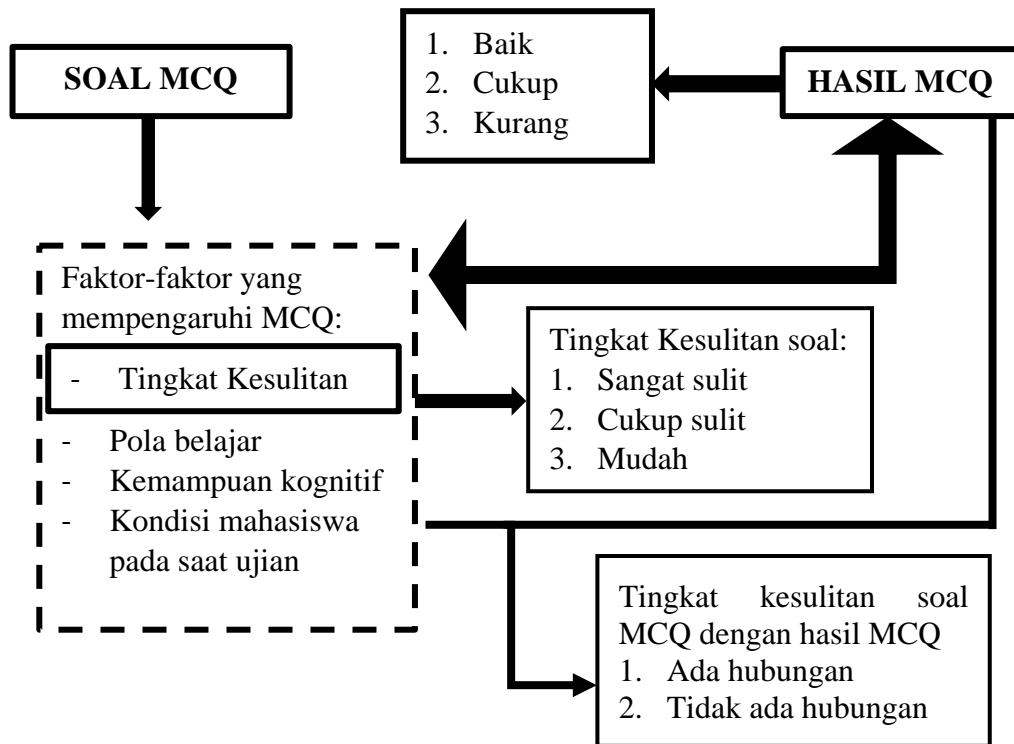 SOAL MCQ
1. Baik
2. Cukup
3. Kurang
HASIL MCQ
Faktor-faktor yang
mempengaruhi MCQ:
- Tingkat Kesulitan
- Pola belajar
- Kemampuan kognitif
- Kondisi mahasiswa
pada saat ujian
Tingkat Kesulitan soal:
1. Sangat sulit
2. Cukup sulit
3. Mudah
Tingkat kesulitan soal
MCQ dengan hasil MCQ
1. Ada hubungan
2. Tidak ada hubungan